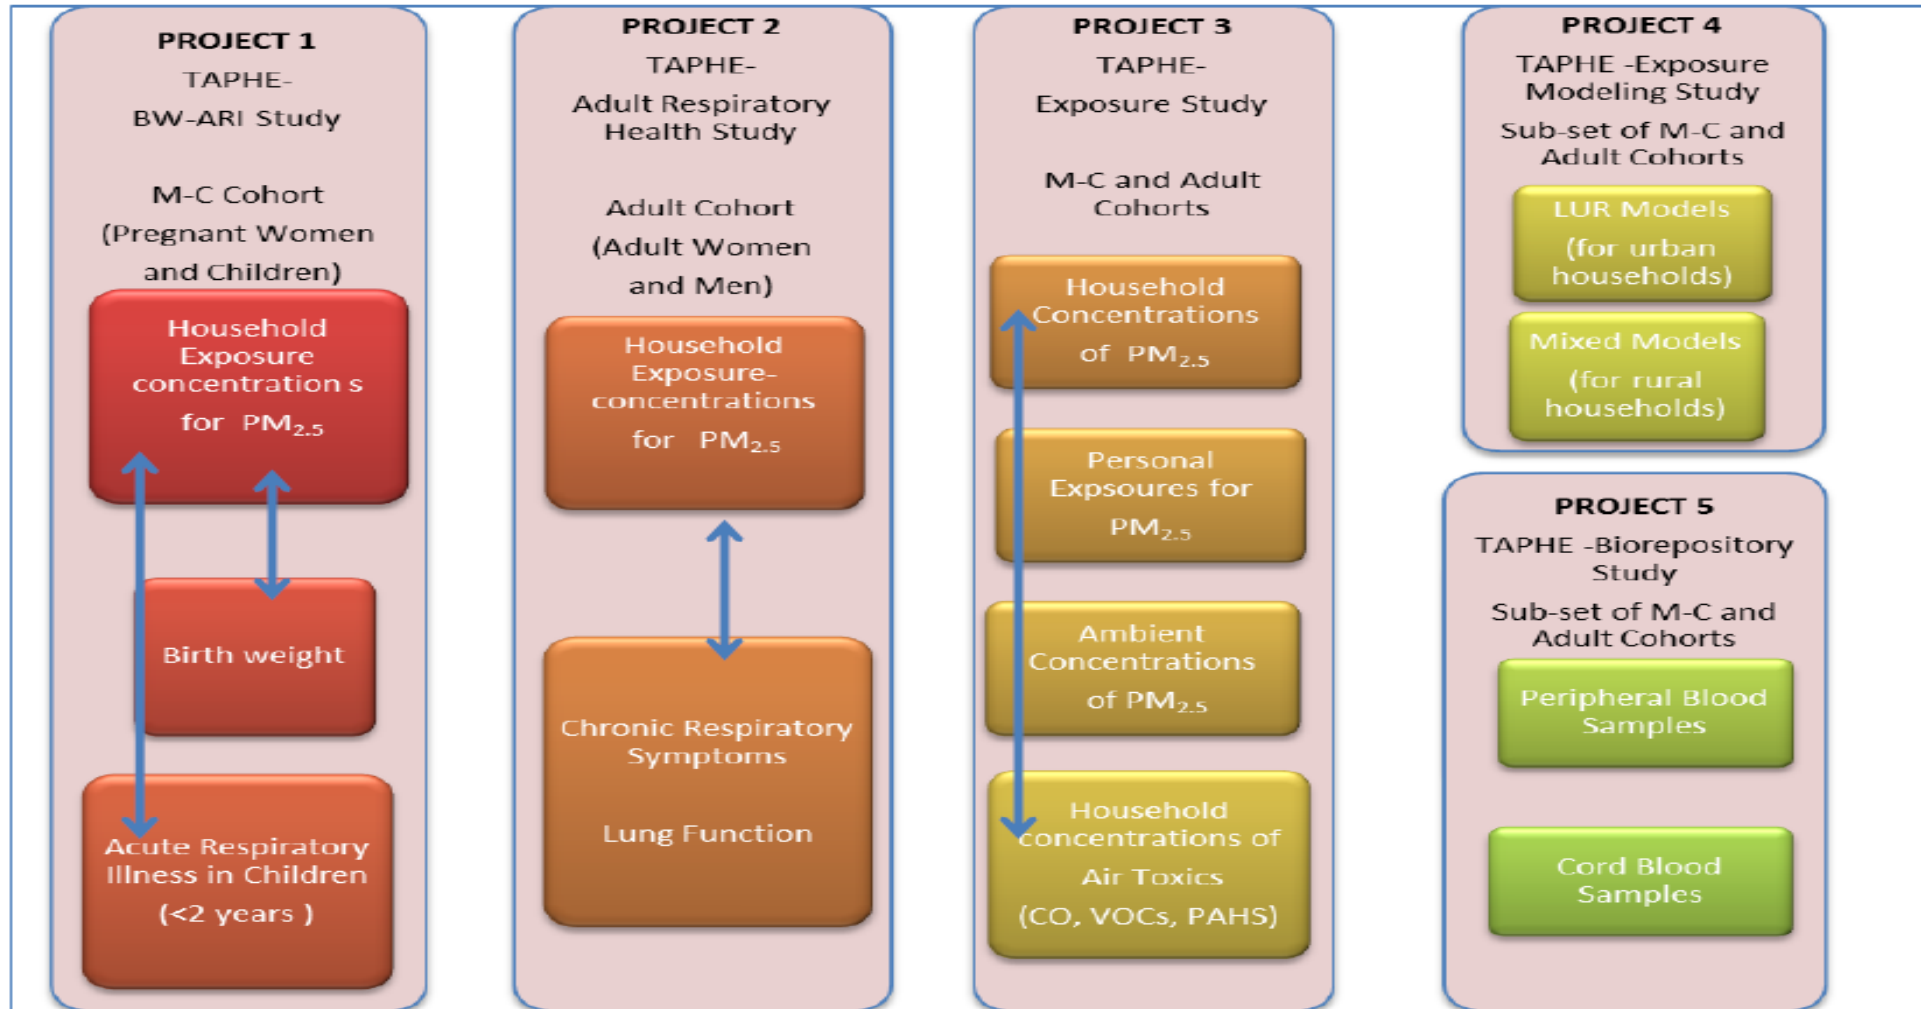 PROJECT 1
TAPHE-
BW-ARI Study
M-C Cohort
(Pregnant Women
and Children)
Household
Exposure
concentration s
for PM2.5
Birth weight
Acute Respiratory
Illness in Children
(<2 years )
PROJECT 2
TAPHE-
Adult Respiratory
Health Study
Adult Cohort
(Adult Women
and Men)
Household
Exposure-
concentrations
for PM2.5
Chronic Respiratory
Symptoms
Lung Function
PROJECT 3
TAPHE-
Exposure Study
M-C and Adult
Cohorts
Household
Concentrations
of PM2.5
Personal
Expsoures for
PM2.5
Ambient
Concentrations
of PM2.5
Household
concentrations of
Air Toxics
(CO, VOCs, PAHS)
PROJECT 4
TAPHE -Exposure
Modeling Study
Sub-set of M-C and
Adult Cohorts
LUR Models
(for urban
households)
Mixed Models
(for rural
households)
PROJECT 5
TAPHE -Biorepository
Study
Sub-set of M-C and
Adult Cohorts
Peripheral Blood
Samples
Cord Blood
Samples